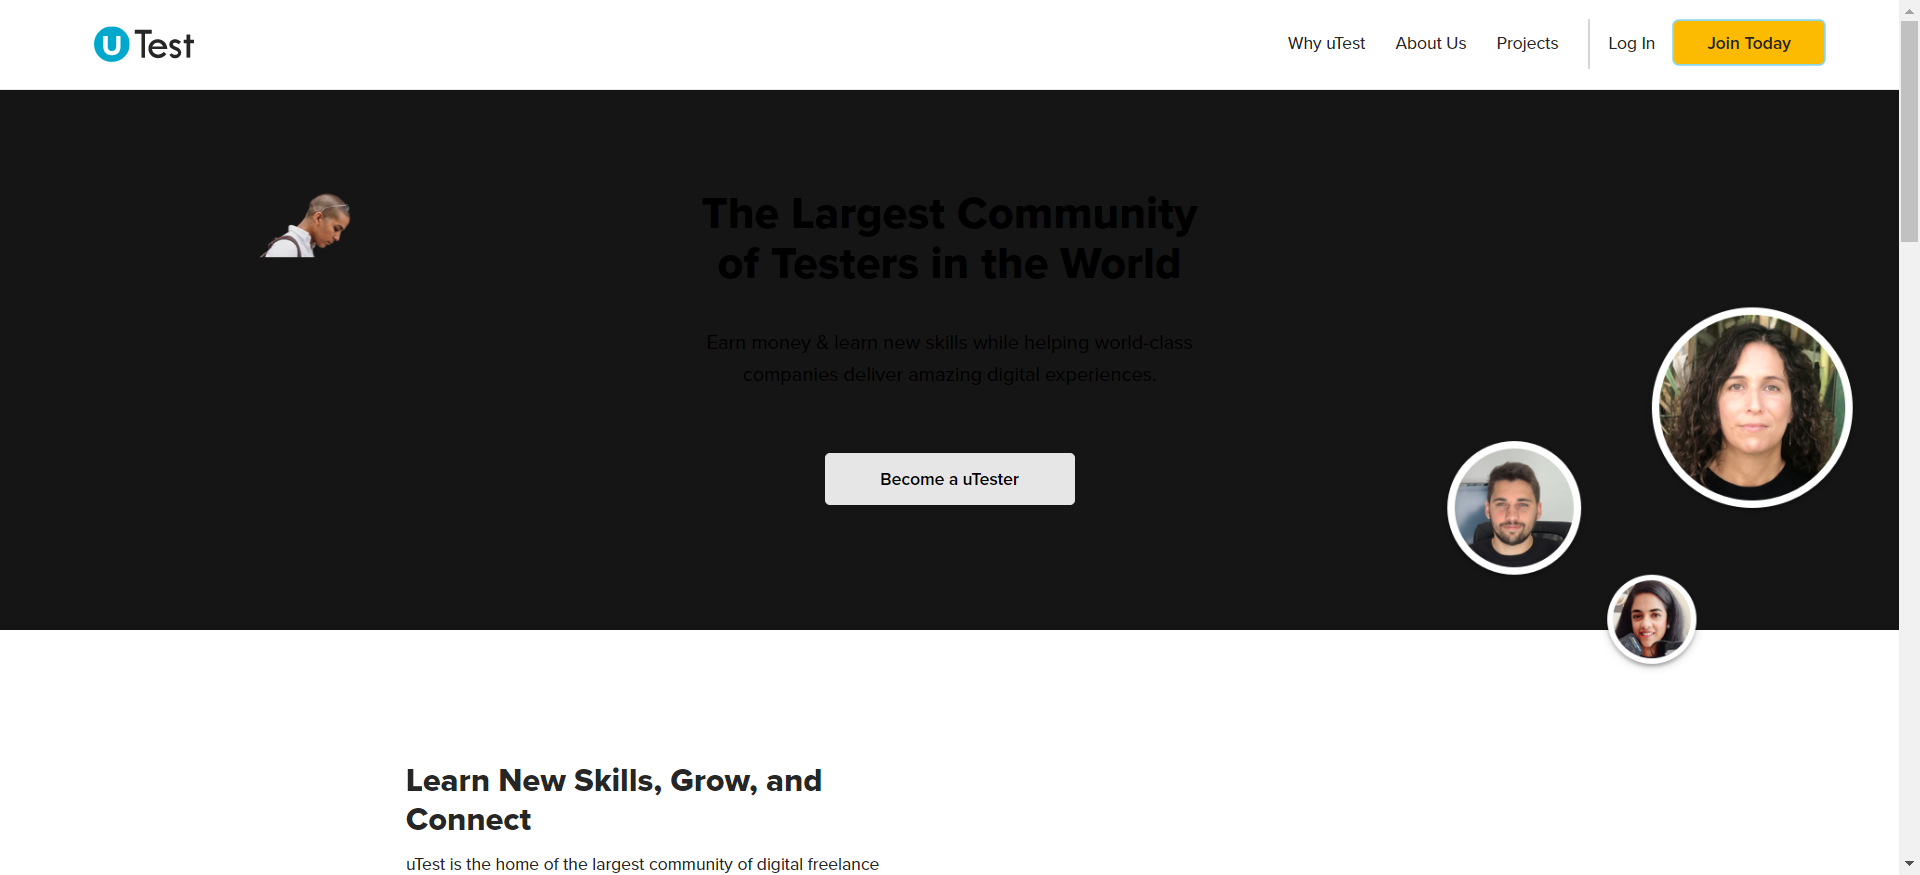 uTest
Why uTest
About Us
Projects
Log In
Join Today
The Largest Community
of Testers in the World
Earn money & learn new skills while helping world-class
companies deliver amazing digital experiences.
Become a uTester
Learn New Skills, Grow, and
Connect
uTest is the home of the largest community of digital freelance